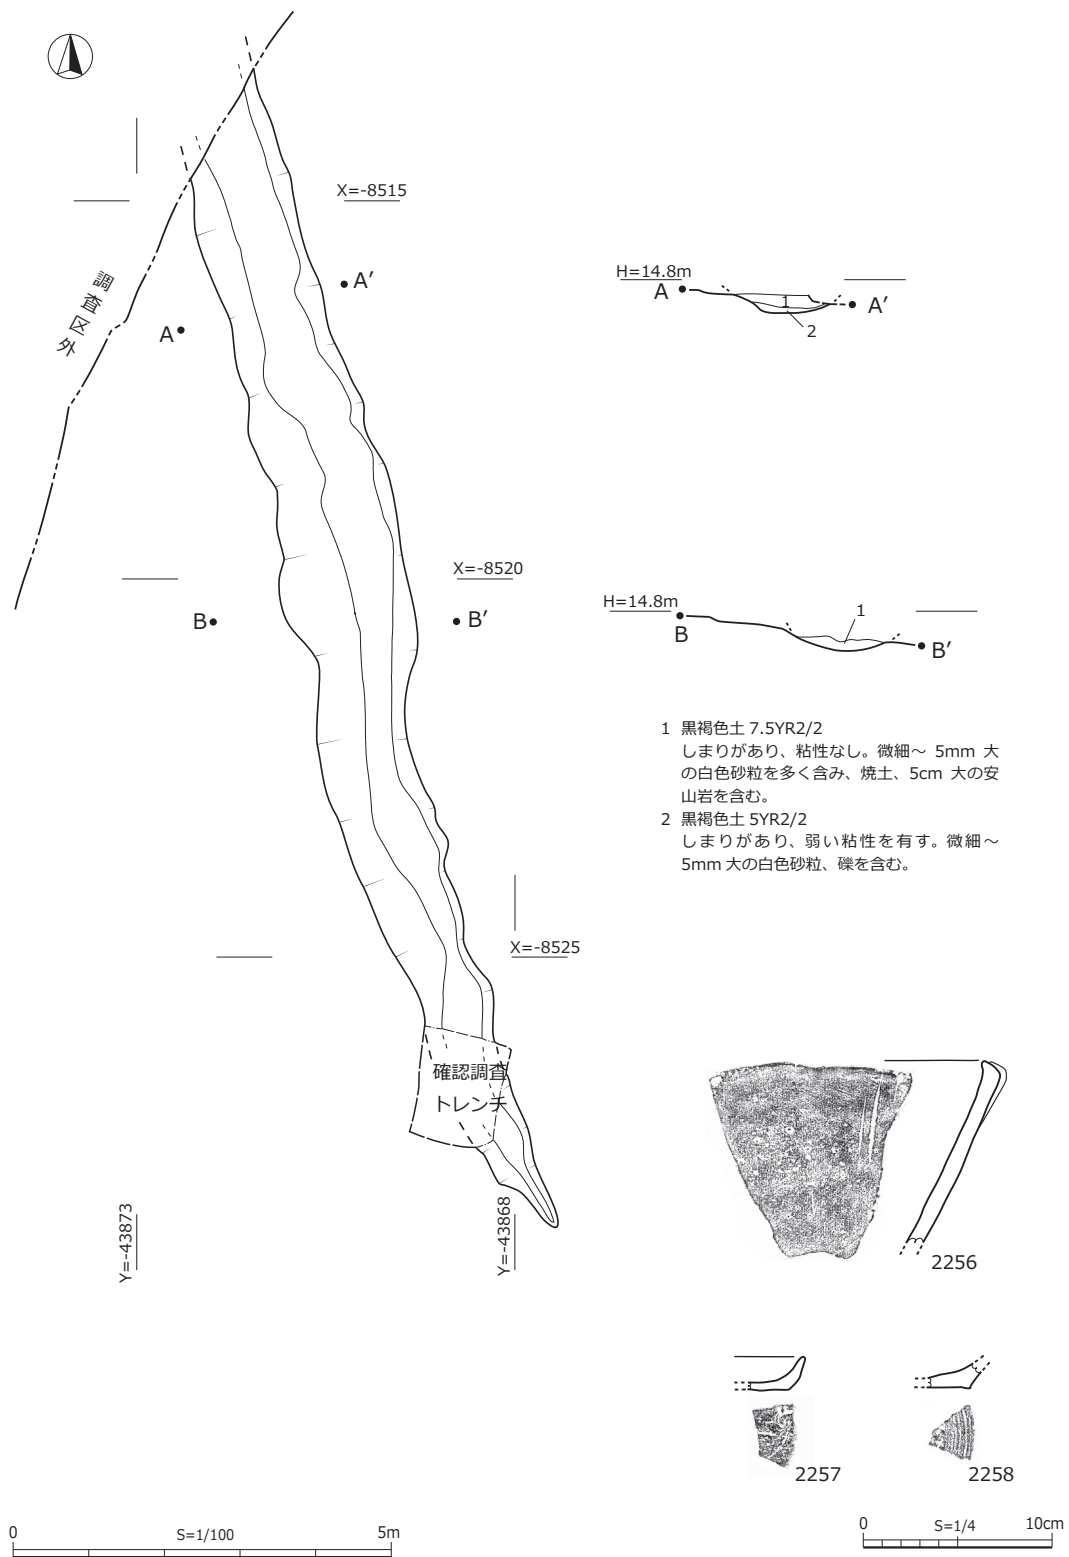 X=-8515
A′
A
調査区外
H=14.8m
A
1
A′
2
X=-8520
B
B′
H=14.8m
1
B
B′
1 黒褐色土 7.5YR2/2
しまりがあり、粘性なし。微細～ 5mm 大
の白色砂粒を多く含み、焼土、5cm 大の安
山岩を含む。
2 黒褐色土 5YR2/2
しまりがあり、弱い粘性を有す。微細～
5mm 大の白色砂粒、礫を含む。
X=-8525
確認調査
トレンチ
Y=-43873
Y=-43868
2256
2257
2258
0 S=1/100 5m
0 S=1/4 10cm